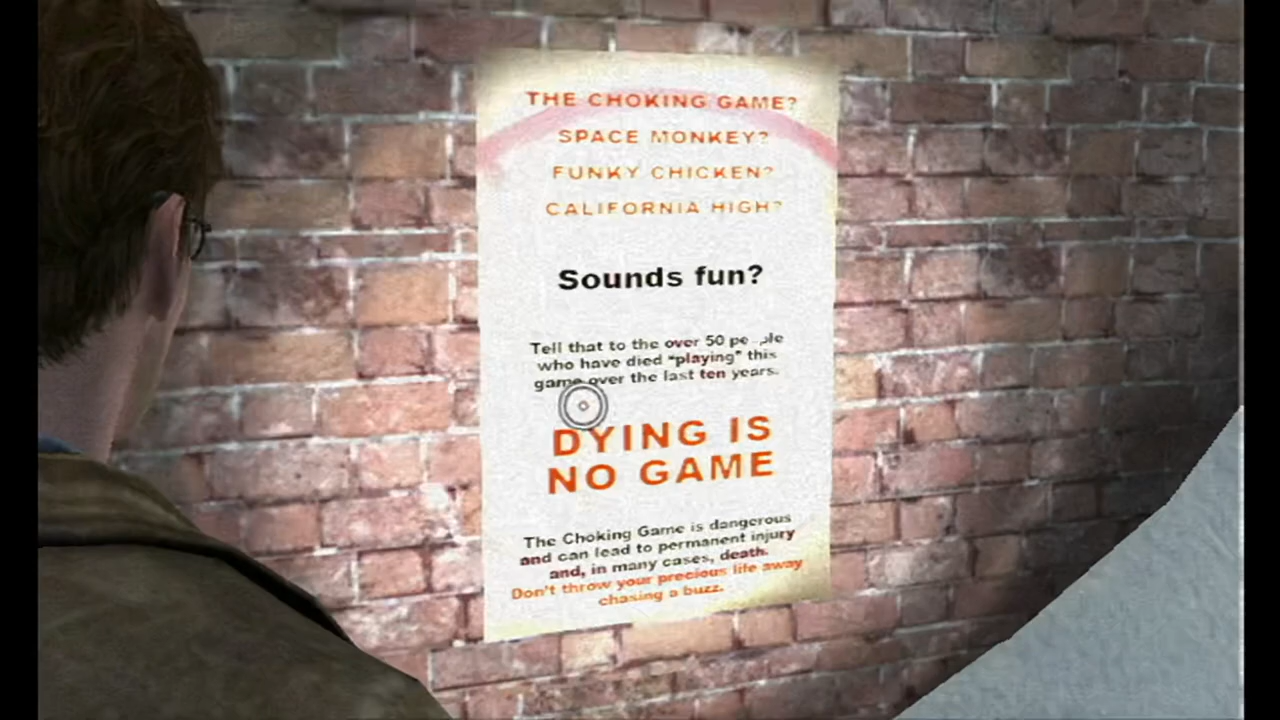 THE CHOKING GAME?
SPACE MONKEY?
FUNKY CHICKEN?
CALIFORNIA HIGH?
Sounds fun?
Tell that to the over 50 people
who have died "playing" this
game over the last ten years.
DYING IS
NO GAME
The Choking Game is dangerous
and can lead to permanent injury
and, in many cases, death.
Don't throw your precious life away
chasing a buzz.